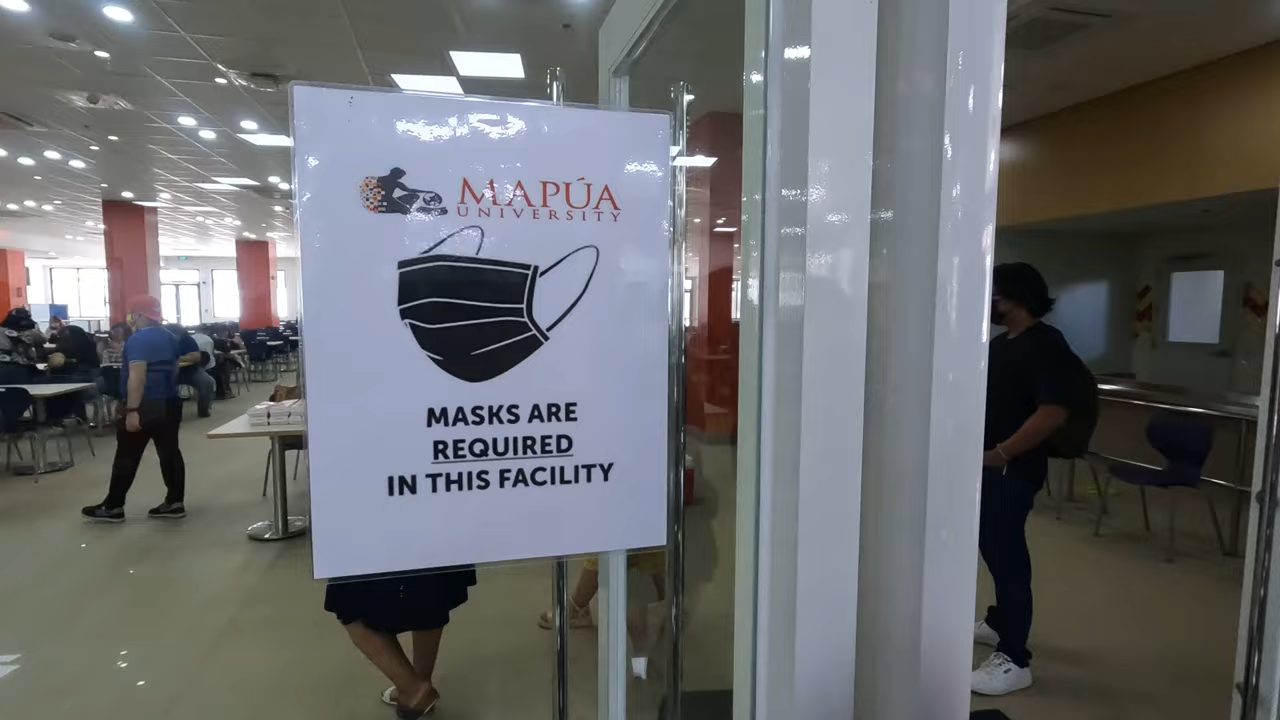 MAPÚA
UNIVERSITY
MASKS ARE
REQUIRED
IN THIS FACILITY